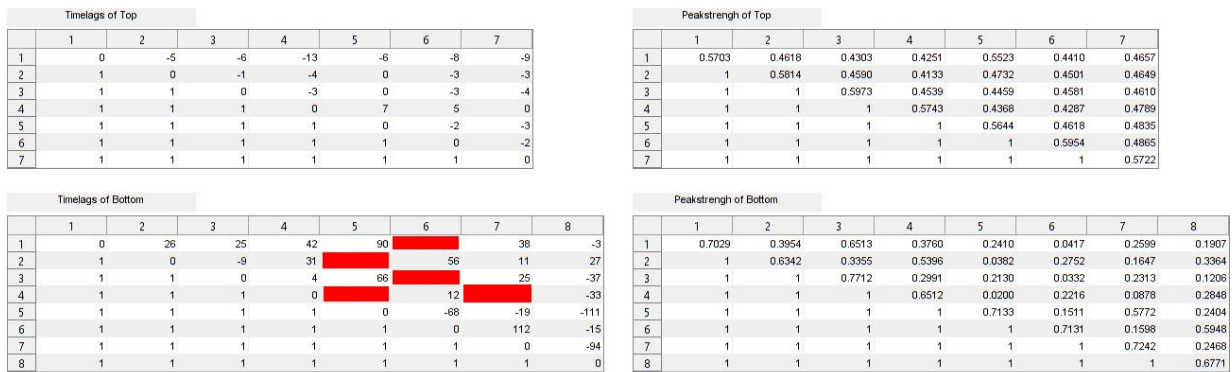 Timelags of Top
1 2 3 4 5 6 7
1 0 -5 -6 -13 -6 -8 -9
2 1 0 -1 -4 0 -3 -3
3 1 1 0 -3 0 -3 -4
4 1 1 1 0 7 5 0
5 1 1 1 1 0 -2 -3
6 1 1 1 1 1 0 -2
7 1 1 1 1 1 1 0
Peakstrengh of Top
1 2 3 4 5 6 7
1 0.5703 0.4618 0.4303 0.4251 0.5523 0.4410 0.4657
2 1 0.5814 0.4590 0.4133 0.4732 0.4501 0.4649
3 1 1 0.5973 0.4539 0.4459 0.4581 0.4610
4 1 1 1 0.5743 0.4368 0.4287 0.4789
5 1 1 1 1 0.5644 0.4618 0.4835
6 1 1 1 1 1 0.5954 0.4865
7 1 1 1 1 1 1 0.5722
Timelags of Bottom
1 2 3 4 5 6 7 8
1 0 26 25 42 90 38 -3
2 1 0 -9 31 56 11 27
3 1 1 0 4 66 25 -37
4 1 1 1 0 12 -33
5 1 1 1 1 0 -68 -19 -111
6 1 1 1 1 1 0 112 -15
7 1 1 1 1 1 1 0 -94
8 1 1 1 1 1 1 1 0
Peakstrengh of Bottom
1 2 3 4 5 6 7 8
1 0.7029 0.3954 0.6513 0.3760 0.2410 0.0417 0.2599 0.1907
2 1 0.6342 0.3355 0.5396 0.0382 0.2752 0.1647 0.3364
3 1 1 0.7712 0.2991 0.2130 0.0332 0.2313 0.1206
4 1 1 1 0.6512 0.0200 0.2216 0.0878 0.2848
5 1 1 1 1 0.7133 0.1511 0.5772 0.2404
6 1 1 1 1 1 0.7131 0.1598 0.5948
7 1 1 1 1 1 1 0.7242 0.2468
8 1 1 1 1 1 1 1 0.6771